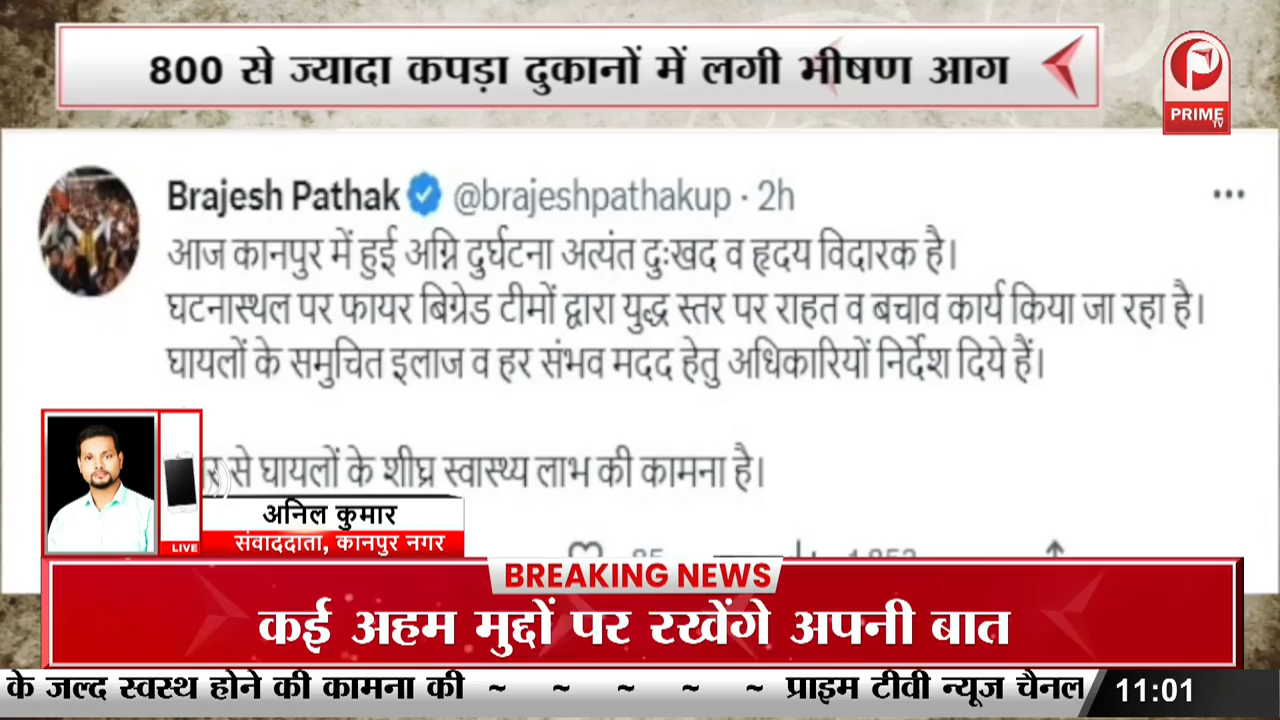 800 से ज्यादा कपड़ा दुकानों में लगी भीषण आग
PRIME
TV
Brajesh Pathak @brajeshpathakup · 2h
आज कानपुर में हुई अग्नि दुर्घटना अत्यंत दुःखद व हृदय विदारक है।
घटनास्थल पर फायर बिग्रेड टीमों द्वारा युद्ध स्तर पर राहत व बचाव कार्य किया जा रहा है।
घायलों के समुचित इलाज व हर संभव मदद हेतु अधिकारियों निर्देश दिये हैं।
से घायलों के शीघ्र स्वास्थ्य लाभ की कामना है।
अनिल कुमार
LIVE संवाददाता, कानपुर नगर
BREAKING NEWS
कई अहम मुद्दों पर रखेंगे अपनी बात
के जल्द स्वस्थ होने की कामना की ~ ~ ~ ~ ~ प्राइम टीवी न्यूज चैनल 11:01